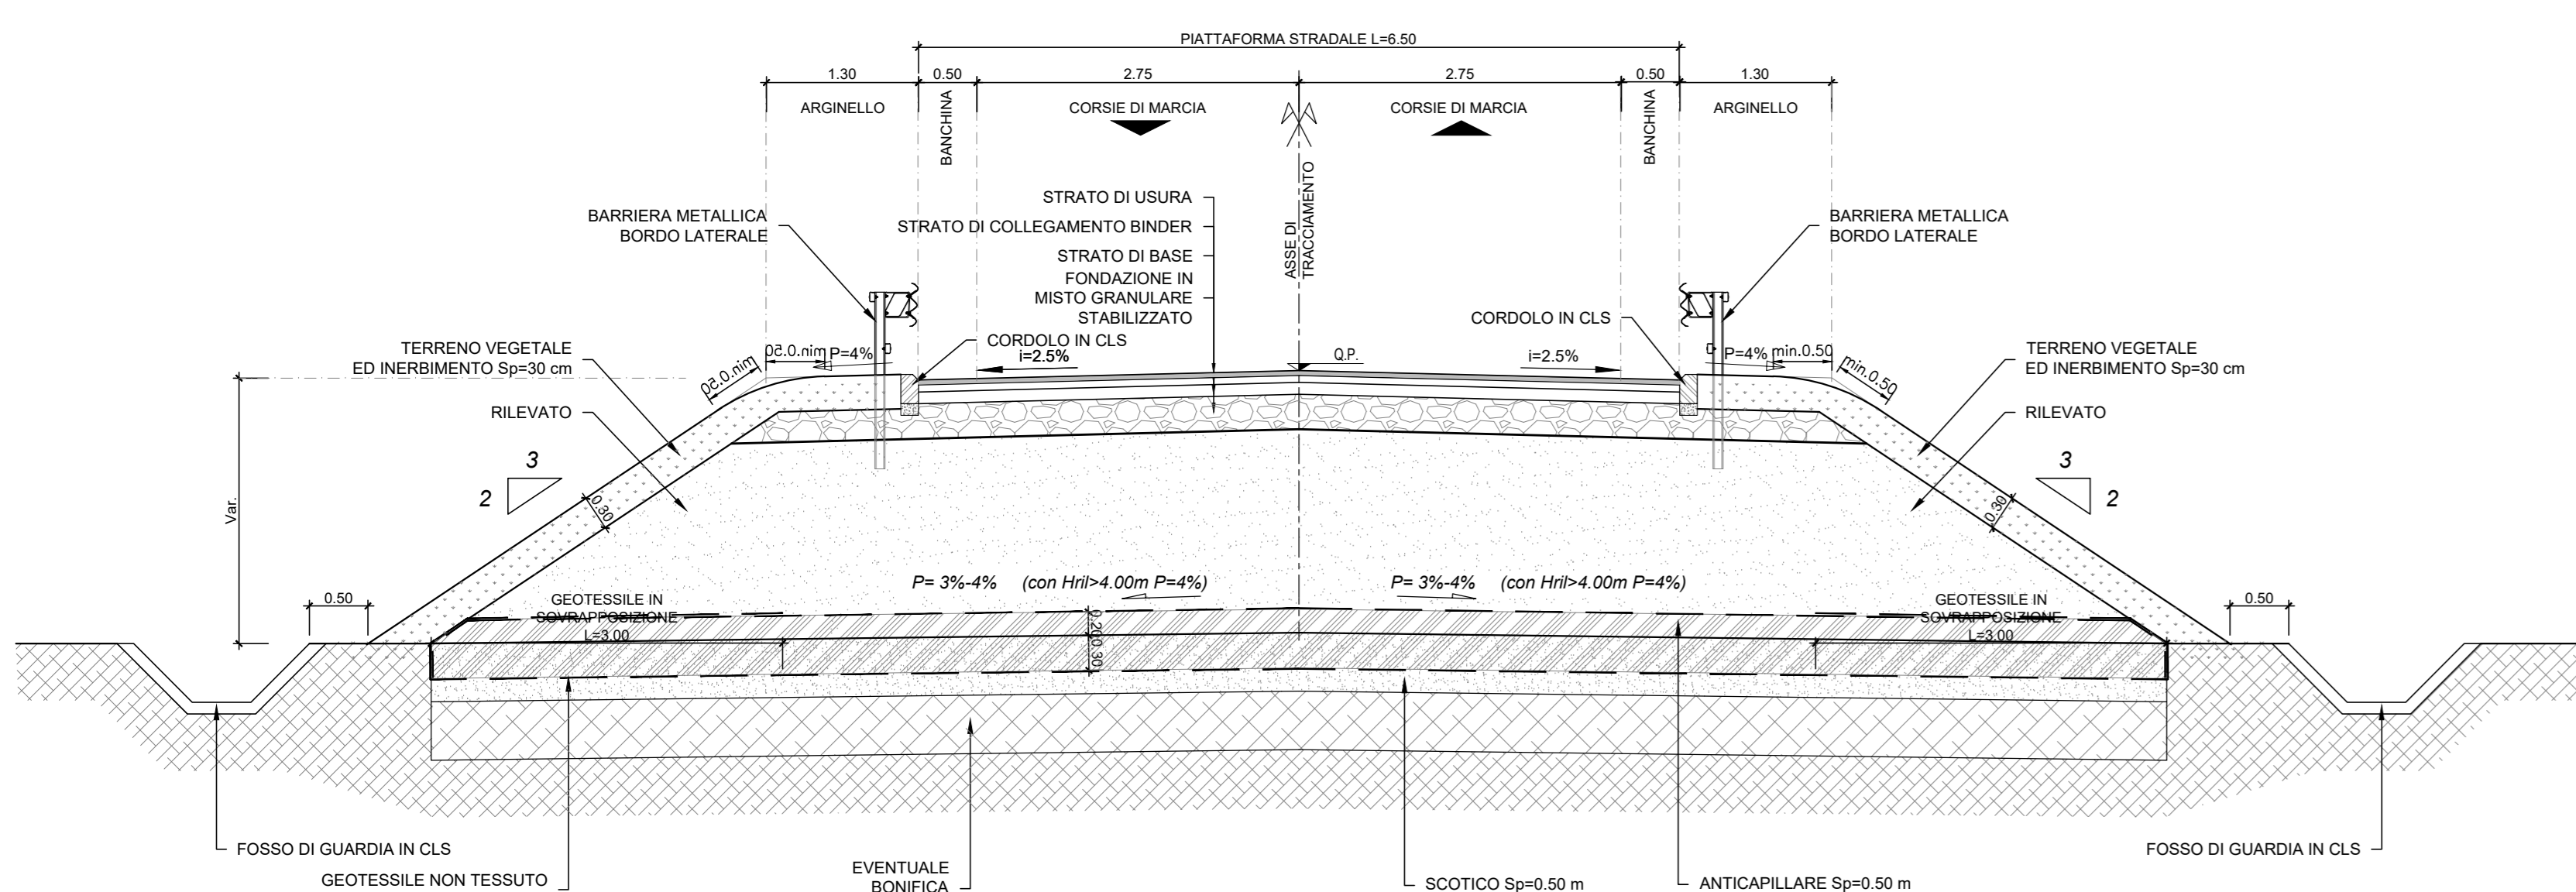 PIATTAFORMA STRADALE L=6.50
1.30
0.50
2.75
2.75
0.50
1.30
ARGINELLO
BANCHINA
CORSIE DI MARCIA
CORSIE DI MARCIA
BANCHINA
ARGINELLO
ASSE DI
TRACCIAMENTO
STRATO DI USURA
STRATO DI COLLEGAMENTO BINDER
STRATO DI BASE
FONDAZIONE IN
MISTO GRANULARE
STABILIZZATO
BARRIERA METALLICA
BORDO LATERALE
BARRIERA METALLICA
BORDO LATERALE
CORDOLO IN CLS
CORDOLO IN CLS
TERRENO VEGETALE
ED INERBIMENTO Sp=30 cm
min.0.50
min.0.50
P=4%
i=2.5%
Q.P.
i=2.5%
P=4%
min.0.50
min.0.50
TERRENO VEGETALE
ED INERBIMENTO Sp=30 cm
RILEVATO
RILEVATO
3
2
3
2
Var.
0.30
0.30
P= 3%-4% (con Hril>4.00m P=4%)
P= 3%-4% (con Hril>4.00m P=4%)
0.50
GEOTESSILE IN
SOVRAPPOSIZIONE
L=3.00
0.20
0.30
GEOTESSILE IN
SOVRAPPOSIZIONE
L=3.00
0.50
FOSSO DI GUARDIA IN CLS
GEOTESSILE NON TESSUTO
EVENTUALE
BONIFICA
SCOTICO Sp=0.50 m
ANTICAPILLARE Sp=0.50 m
FOSSO DI GUARDIA IN CLS